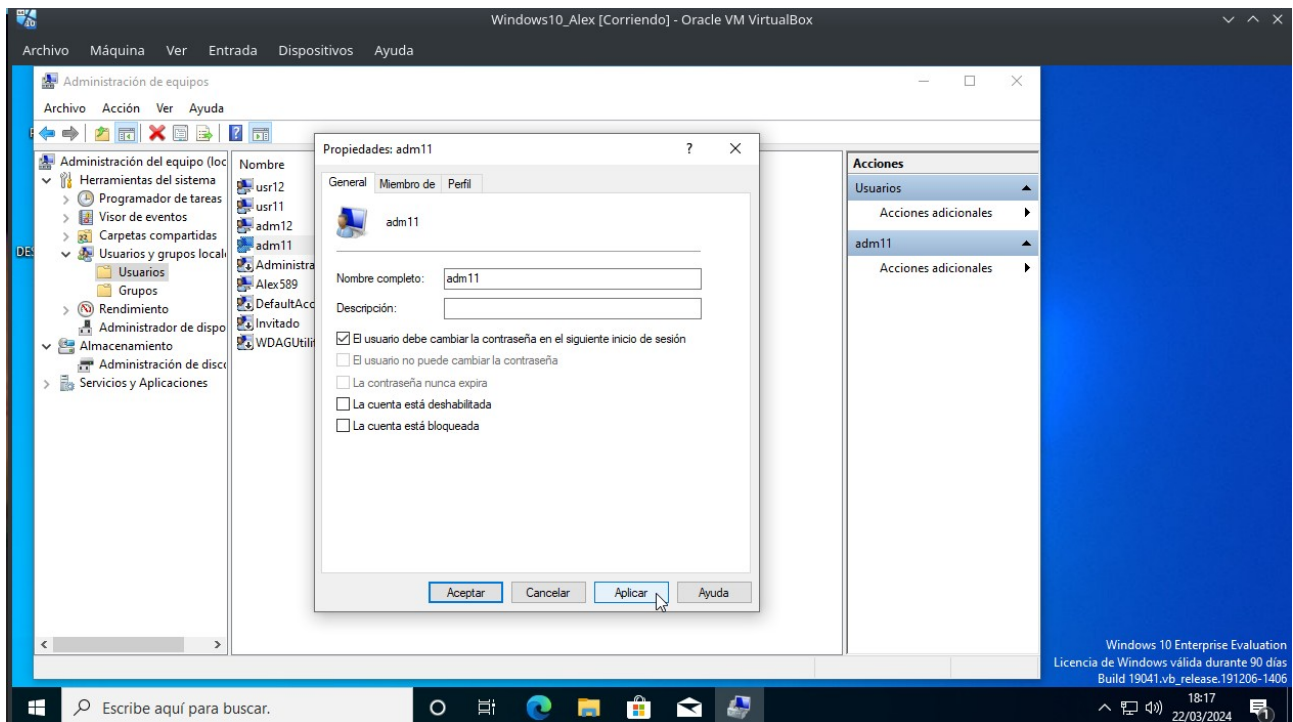 Windows10_Alex [Corriendo] - Oracle VM VirtualBox
Archivo Máquina Ver Entrada Dispositivos Ayuda
Administración de equipos
Archivo Acción Ver Ayuda
Administración del equipo (loc
Herramientas del sistema
Programador de tareas
Visor de eventos
Carpetas compartidas
Usuarios y grupos local
Usuarios
Grupos
Rendimiento
Administrador de dispo
Almacenamiento
Administración de disc
Servicios y Aplicaciones
Nombre
usr12
usr11
adm12
adm11
Administra
Alex589
DefaultAcc
Invitado
WDAGUtili
Propiedades: adm11
General Miembro de Perfil
adm11
Nombre completo: adm11
Descripción:
El usuario debe cambiar la contraseña en el siguiente inicio de sesión
El usuario no puede cambiar la contraseña
La contraseña nunca expira
La cuenta está deshabilitada
La cuenta está bloqueada
Aceptar Cancelar Aplicar Ayuda
Acciones
Usuarios
Acciones adicionales
adm11
Acciones adicionales
Windows 10 Enterprise Evaluation
Licencia de Windows válida durante 90 días
Build 19041.vb_release.191206-1406
Escribe aquí para buscar.
18:17
22/03/2024
1